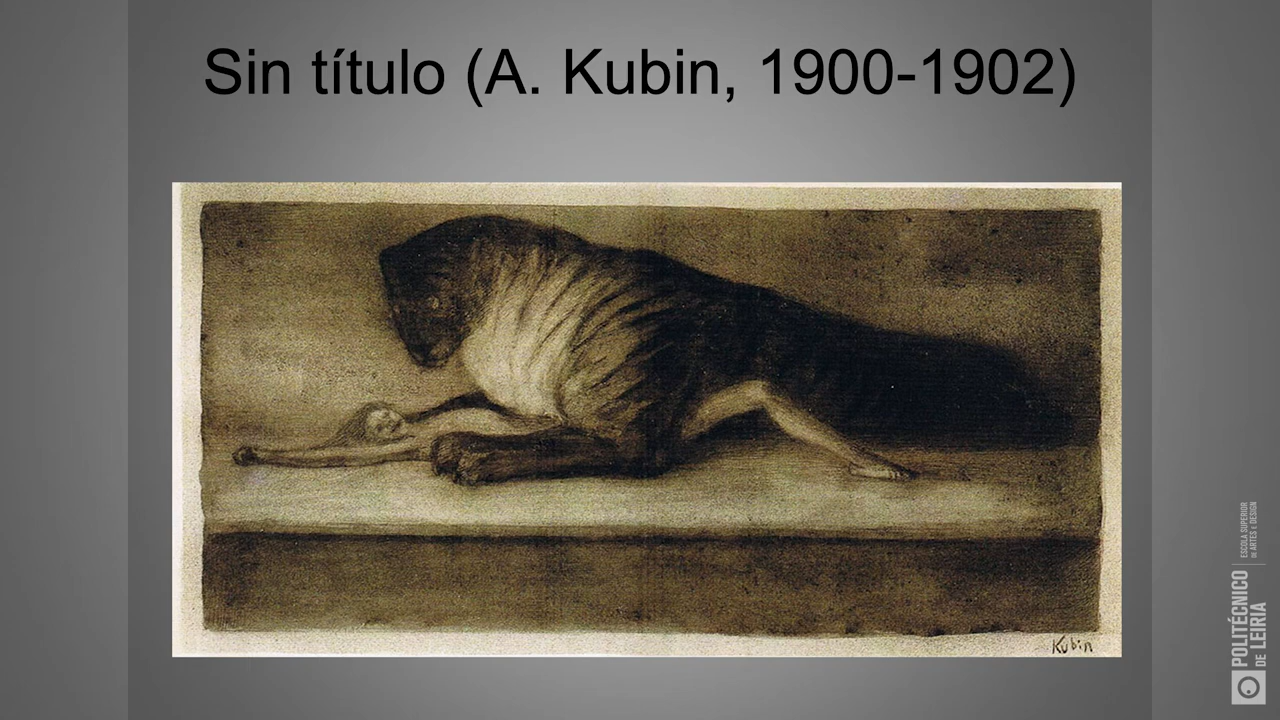 Sin título (A. Kubin, 1900-1902)
Kubin
ESCOLA SUPERIOR
DE ARTES E DESIGN
POLITÉCNICO
DE LEIRIA